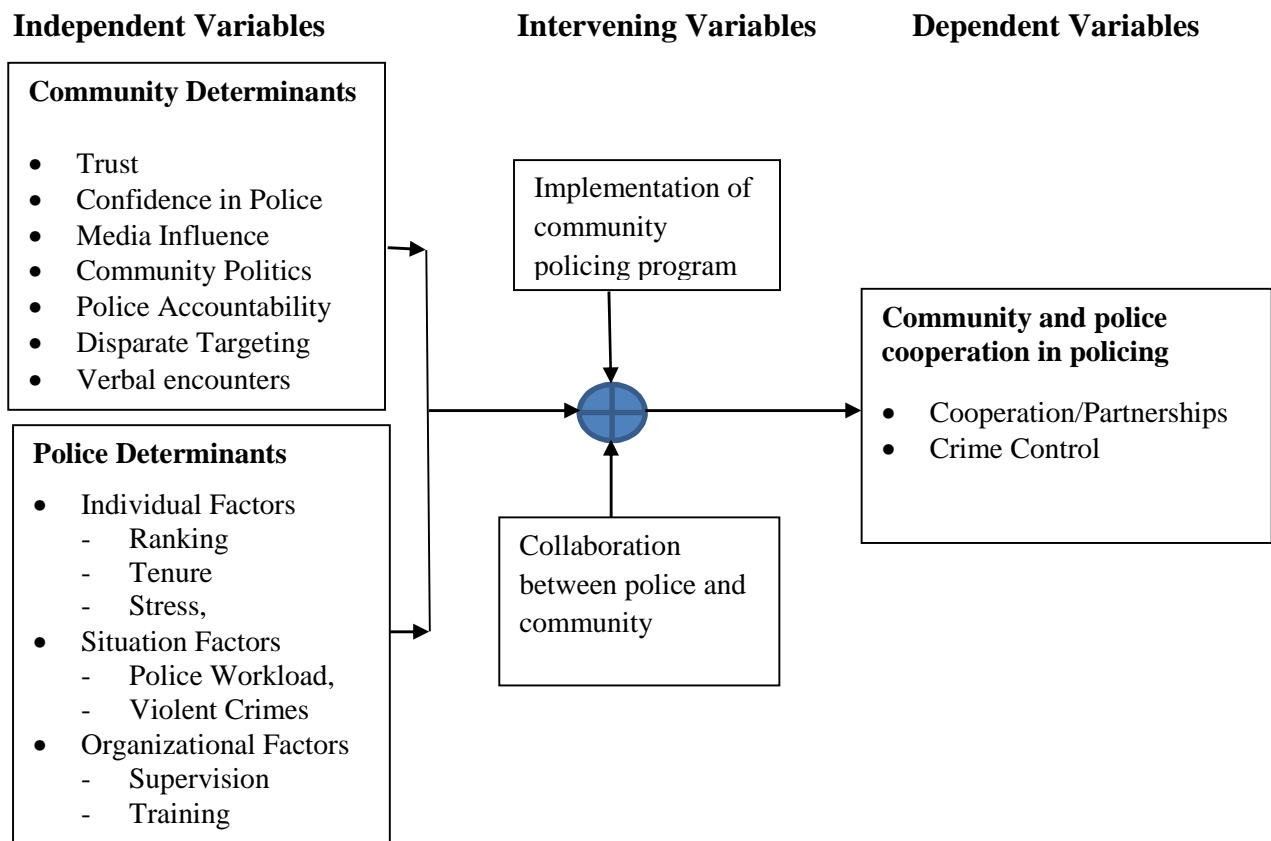 Independent Variables
Intervening Variables
Dependent Variables
Community Determinants
• Trust
• Confidence in Police
• Media Influence
• Community Politics
• Police Accountability
• Disparate Targeting
• Verbal encounters
Police Determinants
• Individual Factors
- Ranking
- Tenure
- Stress,
• Situation Factors
- Police Workload,
- Violent Crimes
• Organizational Factors
- Supervision
- Training
Implementation of
community
policing program
Collaboration
between police and
community
Community and police
cooperation in policing
• Cooperation/Partnerships
• Crime Control